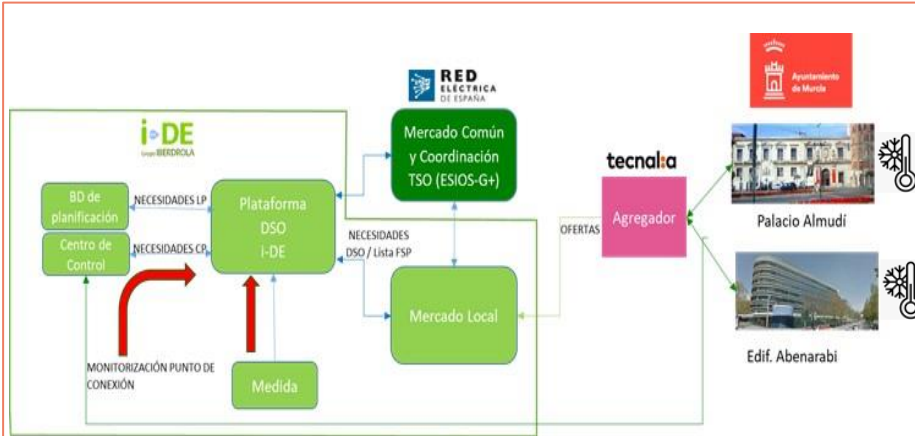 i-DE
Grupo IBERDROLA
RED
ELÉCTRICA
DE ESPAÑA
Mercado Común
y Coordinación
TSO (ESIOS-G+)
Ayuntamiento
de Murcia
BD de
planificación
NECESIDADES LP
Plataforma
DSO
i-DE
Centro de
Control
NECESIDADES CP
NECESIDADES
DSO / Lista FSP
tecnal:a
Agregador
OFERTAS
Palacio Almudí
Mercado Local
MONITORIZACIÓN PUNTO DE
CONEXIÓN
Medida
Edif. Abenarabi